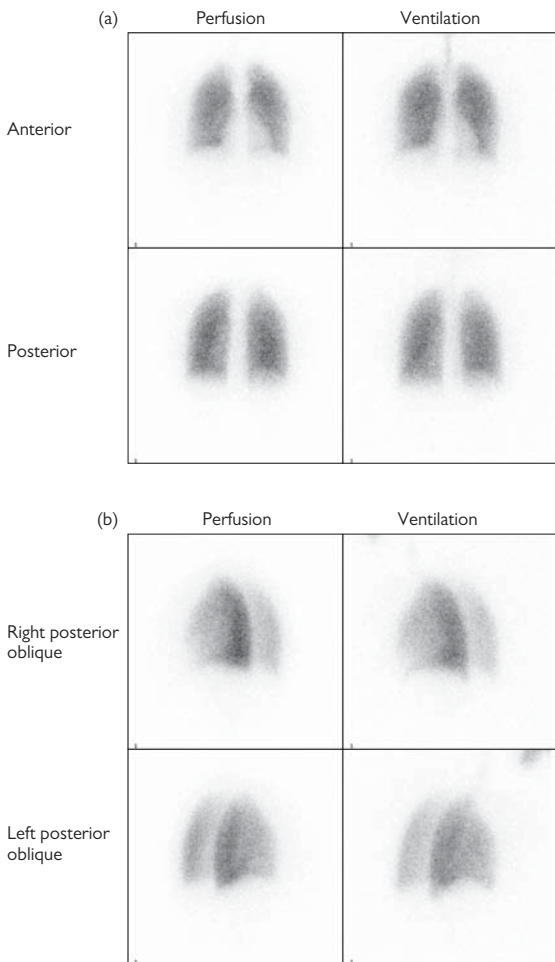 (a) Perfusion Ventilation
Anterior
Posterior
(b) Perfusion Ventilation
Right posterior
oblique
Left posterior
oblique